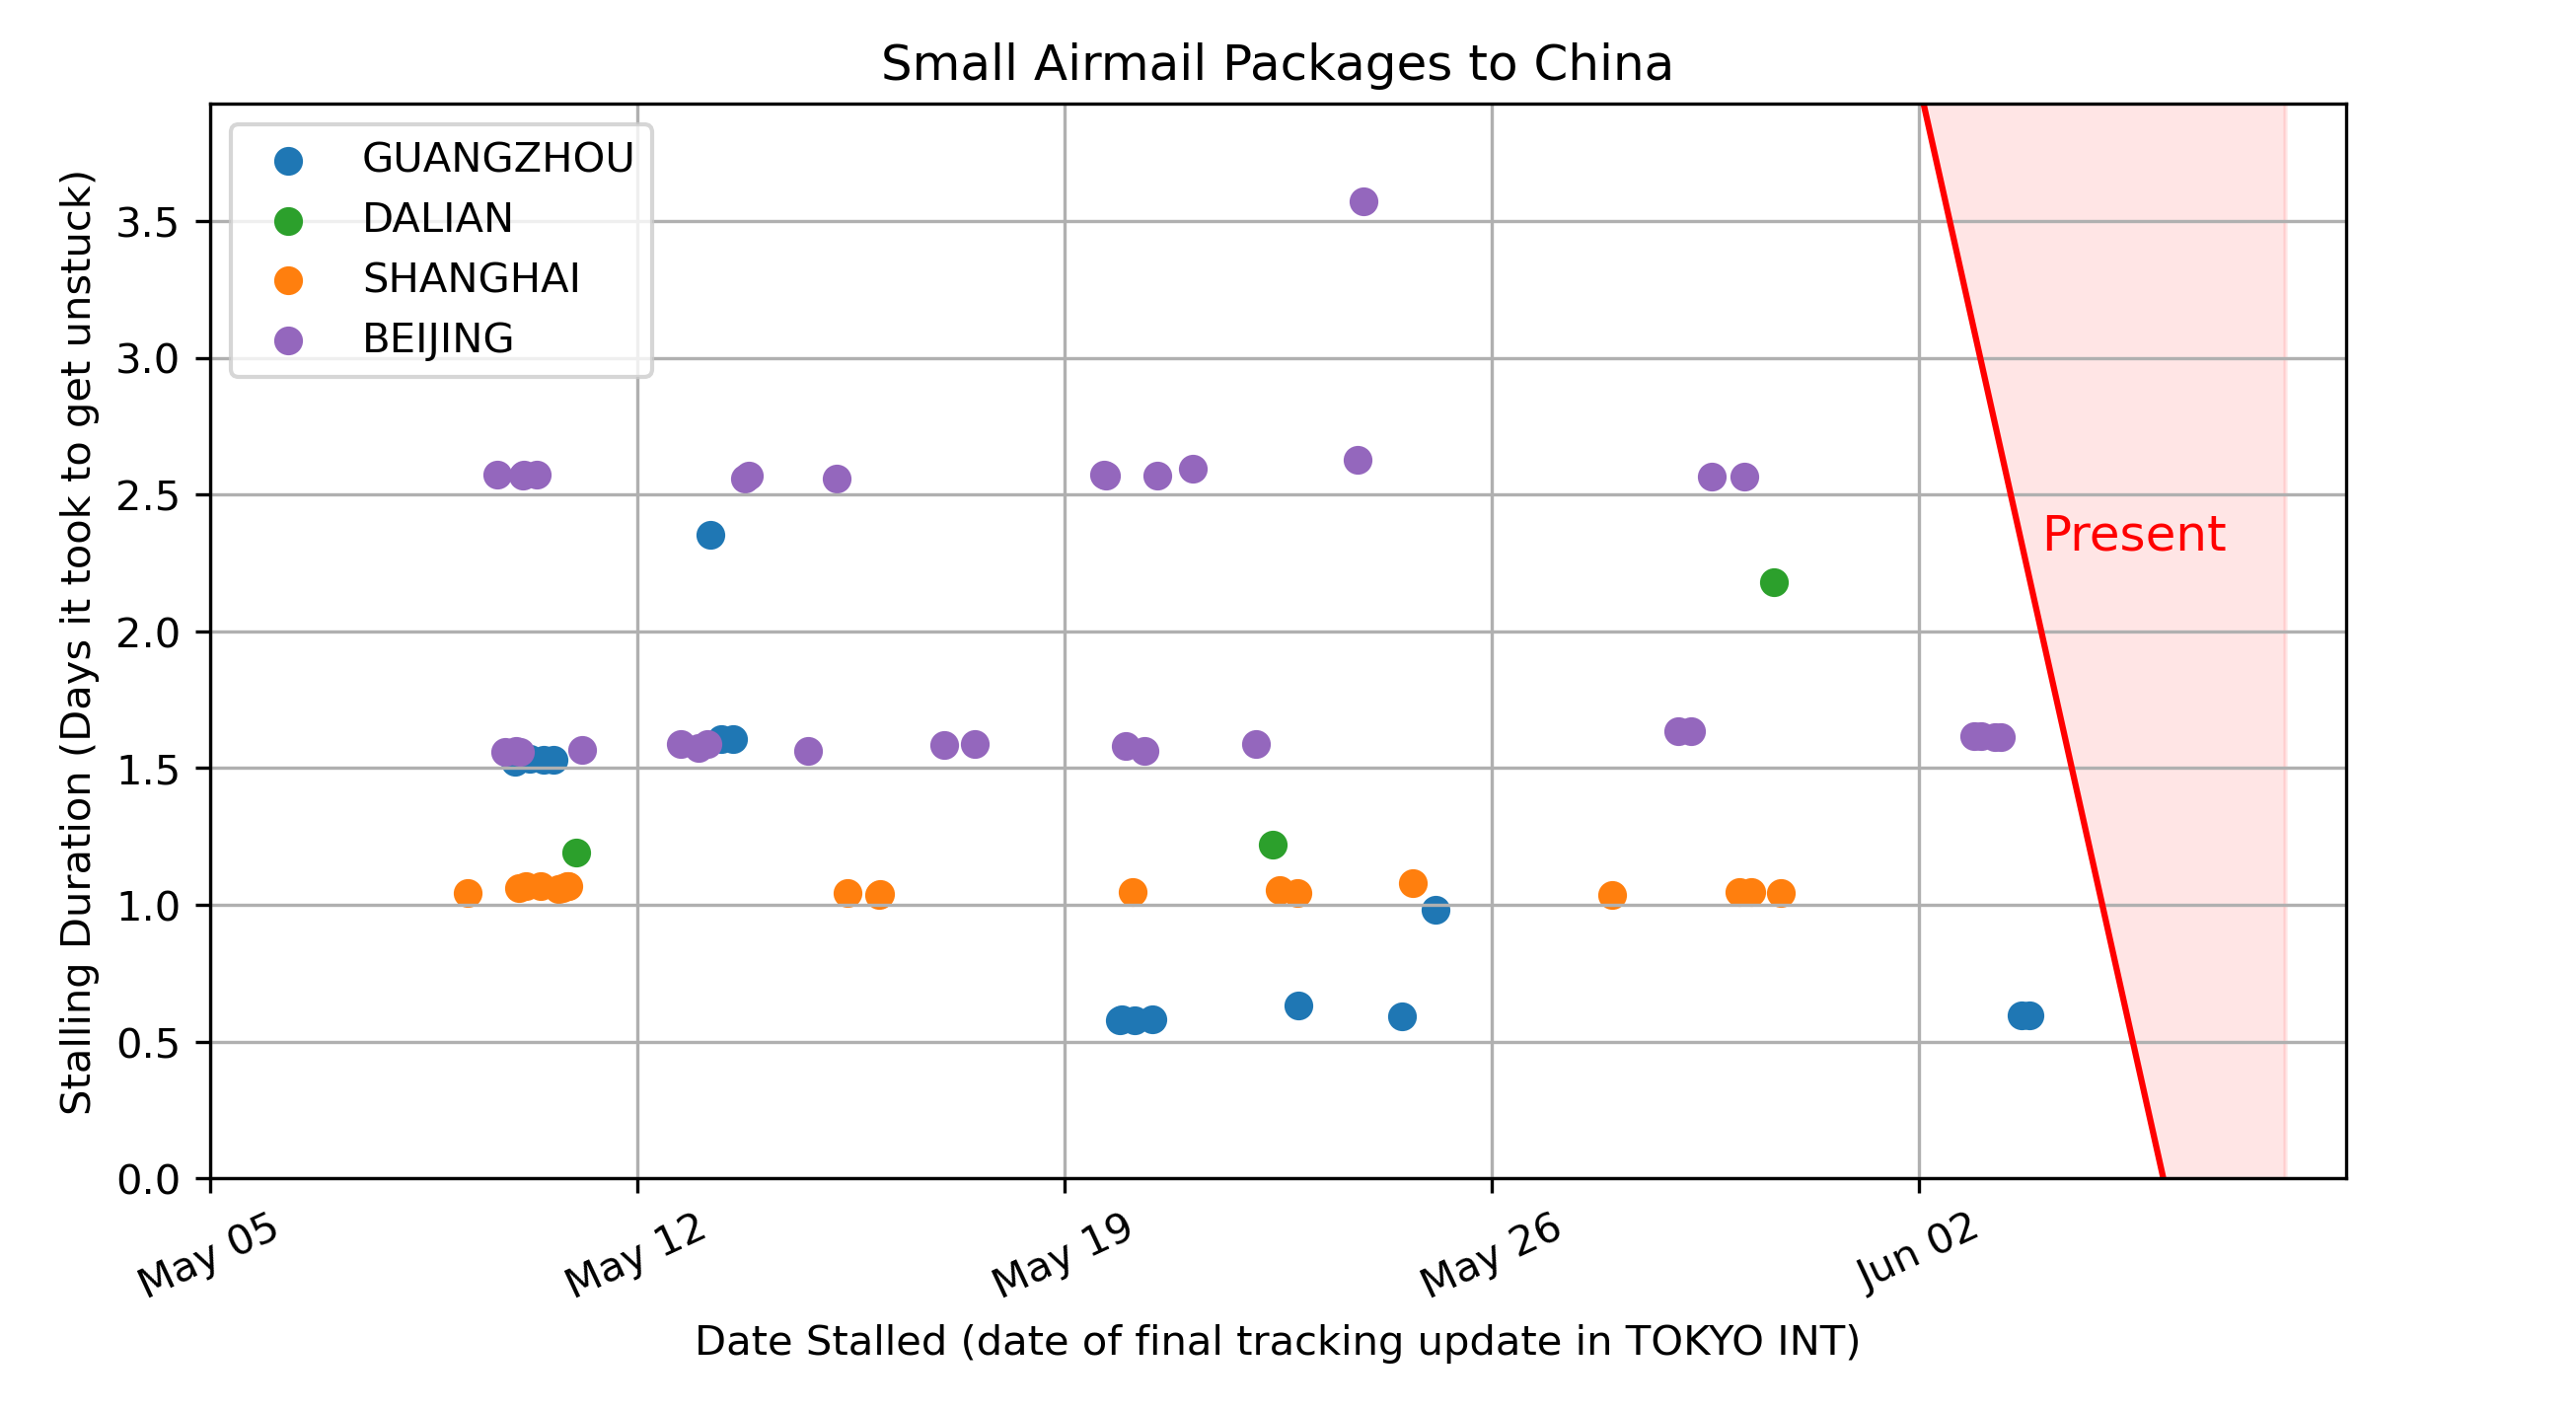 Small Airmail Packages to China
GUANGZHOU
DALIAN
SHANGHAI
BEIJING
Present
Stalling Duration (Days it took to get unstuck)
3.5
3.0
2.5
2.0
1.5
1.0
0.5
0.0
May 05
May 12
May 19
May 26
Jun 02
Date Stalled (date of final tracking update in TOKYO INT)